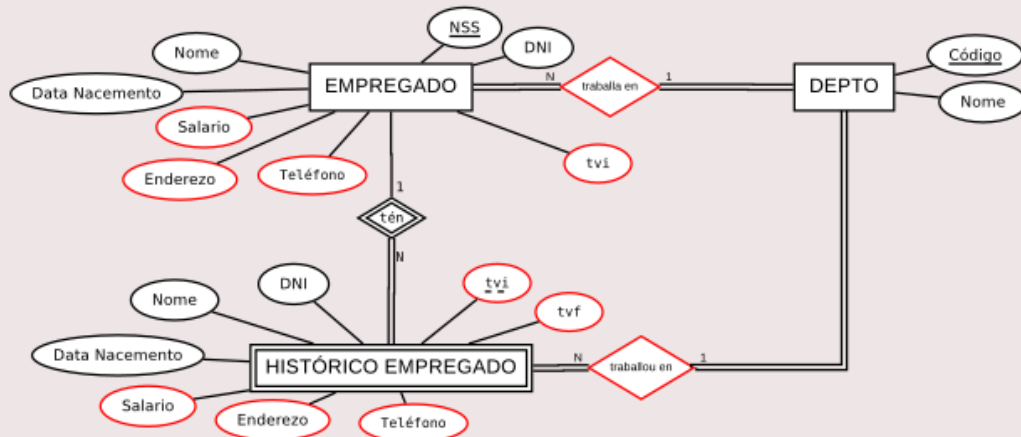 NSS
Nome
DNI
Código
EMPREGADO
N
traballa en
1
DEPTO
Data Nacemento
Nome
Salario
Enderezo
Teléfono
tvi
1
tén
N
DNI
tvi
Nome
tvf
Data Nacemento
HISTÓRICO EMPREGADO
N
traballou en
1
Salario
Enderezo
Teléfono